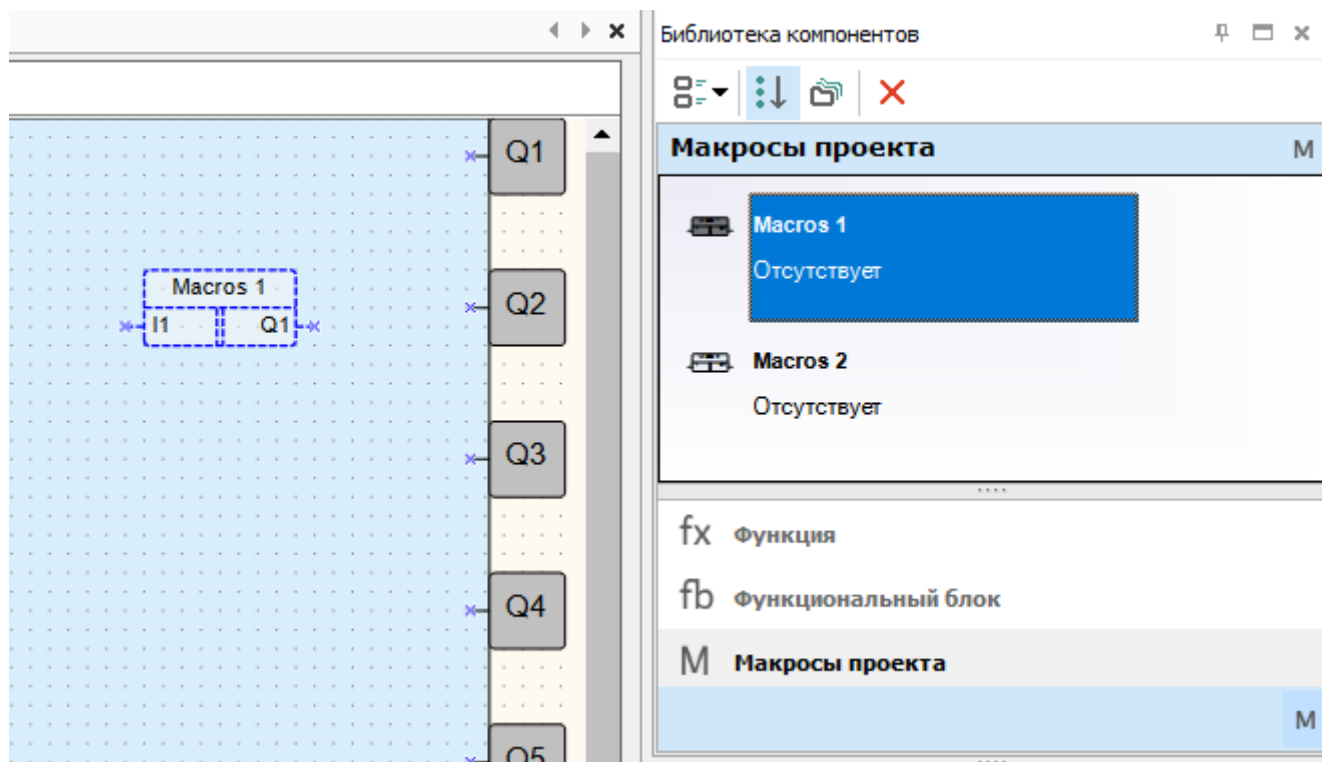 Библиотека компонентов
Макросы проекта M
Macros 1
Отсутствует
Macros 2
Отсутствует
fx Функция
fb Функциональный блок
M Макросы проекта
M
Q1
Macros 1
I1 Q1
Q2
Q3
Q4
Q5